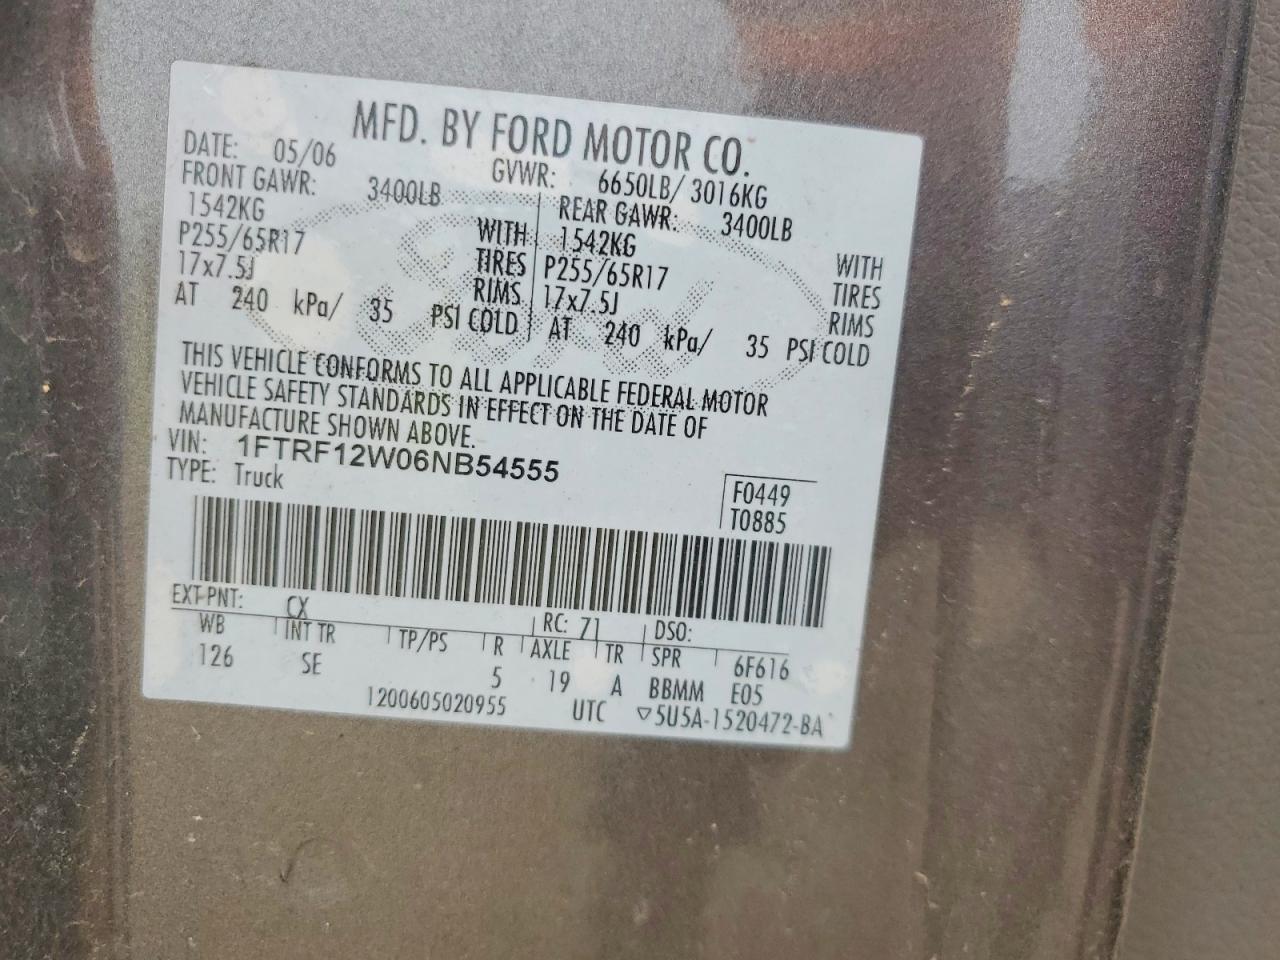 MFD. BY FORD MOTOR CO.
DATE: 05/06 GVWR: 6650LB/ 3016KG
FRONT GAWR: 3400LB REAR GAWR: 3400LB
1542KG WITH 1542KG WITH
P255/65R17 TIRES P255/65R17 TIRES
17x7.5J RIMS 17x7.5J RIMS
AT 240 kPa/ 35 PSI COLD AT 240 kPa/ 35 PSI COLD
THIS VEHICLE CONFORMS TO ALL APPLICABLE FEDERAL MOTOR
VEHICLE SAFETY STANDARDS IN EFFECT ON THE DATE OF
MANUFACTURE SHOWN ABOVE.
VIN: 1FTRF12W06NB54555
TYPE: Truck
F0449
T0885
EXT PNT: CX RC: 71 DSO:
WB INT TR TP/PS R AXLE TR SPR 6F616
126 SE 5 19 A BBMM E05
1200605020955 UTC ▽5U5A-1520472-BA